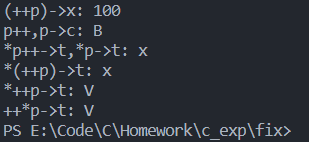 (++p)->x: 100
p++,p->c: B
*p++->t,*p->t: x
*(++p)->t: x
*++p->t: V
++*p->t: V
PS E:\Code\C\Homework\c_exp\fix>